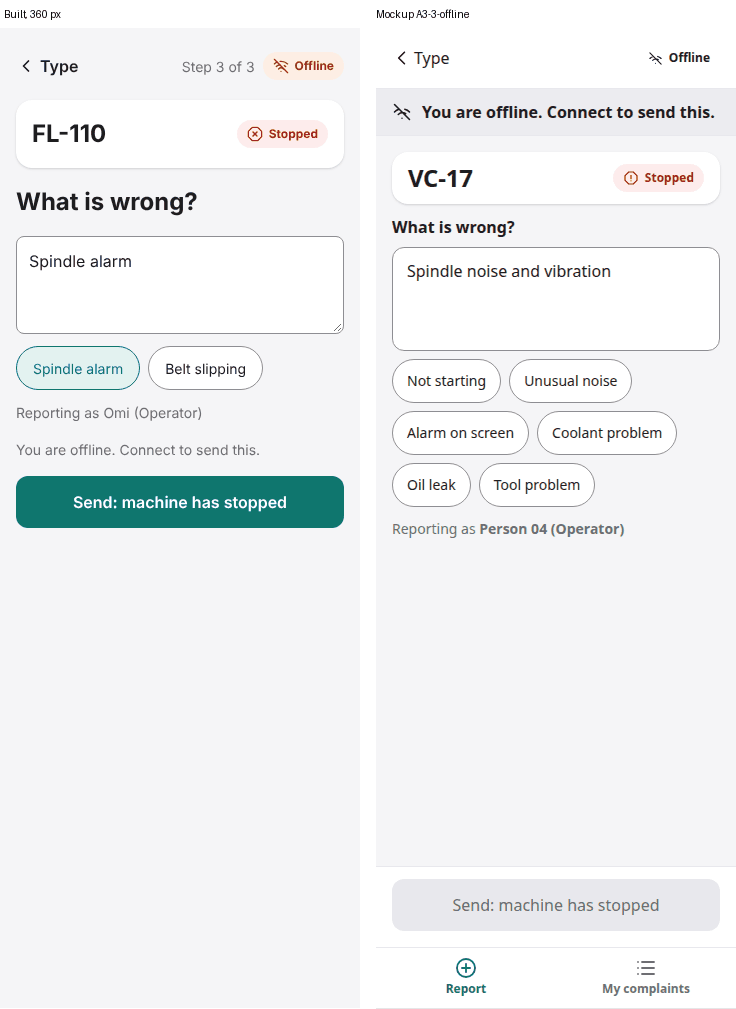 Built, 360 px
Type
Step 3 of 3
Offline
FL-110
Stopped
What is wrong?
Spindle alarm
Spindle alarm
Belt slipping
Reporting as Omi (Operator)
You are offline. Connect to send this.
Send: machine has stopped
Mockup A3-3-offline
Type
Offline
You are offline. Connect to send this.
VC-17
Stopped
What is wrong?
Spindle noise and vibration
Not starting
Unusual noise
Alarm on screen
Coolant problem
Oil leak
Tool problem
Reporting as Person 04 (Operator)
Send: machine has stopped
Report
My complaints